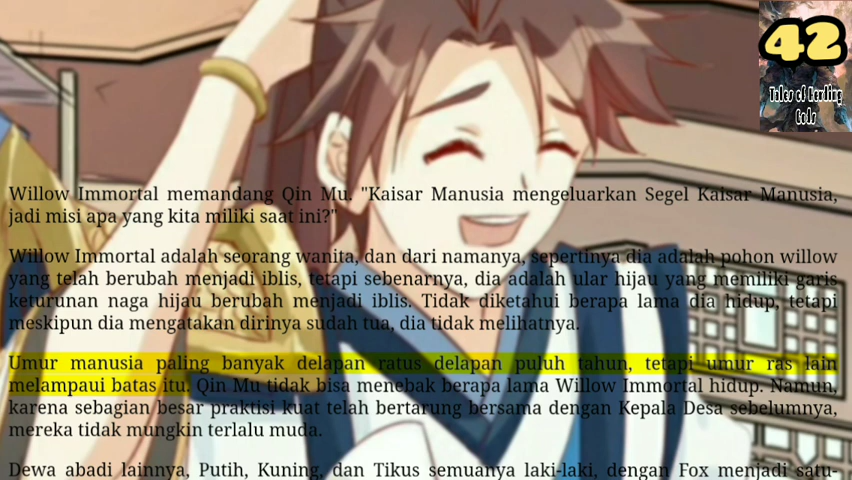 42
Tales of Herding
Gods
Willow Immortal memandang Qin Mu. "Kaisar Manusia mengeluarkan Segel Kaisar Manusia,
jadi misi apa yang kita miliki saat ini?"
Willow Immortal adalah seorang wanita, dan dari namanya, sepertinya dia adalah pohon willow
yang telah berubah menjadi iblis, tetapi sebenarnya, dia adalah ular hijau yang memiliki garis
keturunan naga hijau berubah menjadi iblis. Tidak diketahui berapa lama dia hidup, tetapi
meskipun dia mengatakan dirinya sudah tua, dia tidak melihatnya.
Umur manusia paling banyak delapan ratus delapan puluh tahun, tetapi umur ras lain
melampaui batas itu. Qin Mu tidak bisa menebak berapa lama Willow Immortal hidup. Namun,
karena sebagian besar praktisi kuat telah bertarung bersama dengan Kepala Desa sebelumnya,
mereka tidak mungkin terlalu muda.
Dewa abadi lainnya, Putih, Kuning, dan Tikus semuanya laki-laki, dengan Fox menjadi satu-